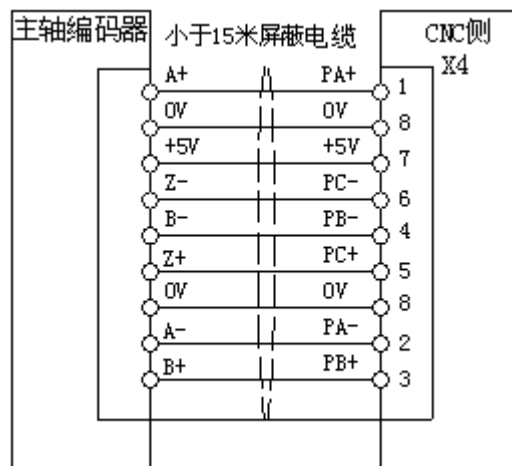 主轴编码器 小于15米屏蔽电缆 CNC侧
X4
A+ PA+ 1
0V 0V 8
+5V +5V 7
Z- PC- 6
B- PB- 4
Z+ PC+ 5
0V 0V 8
A- PA- 2
B+ PB+ 3